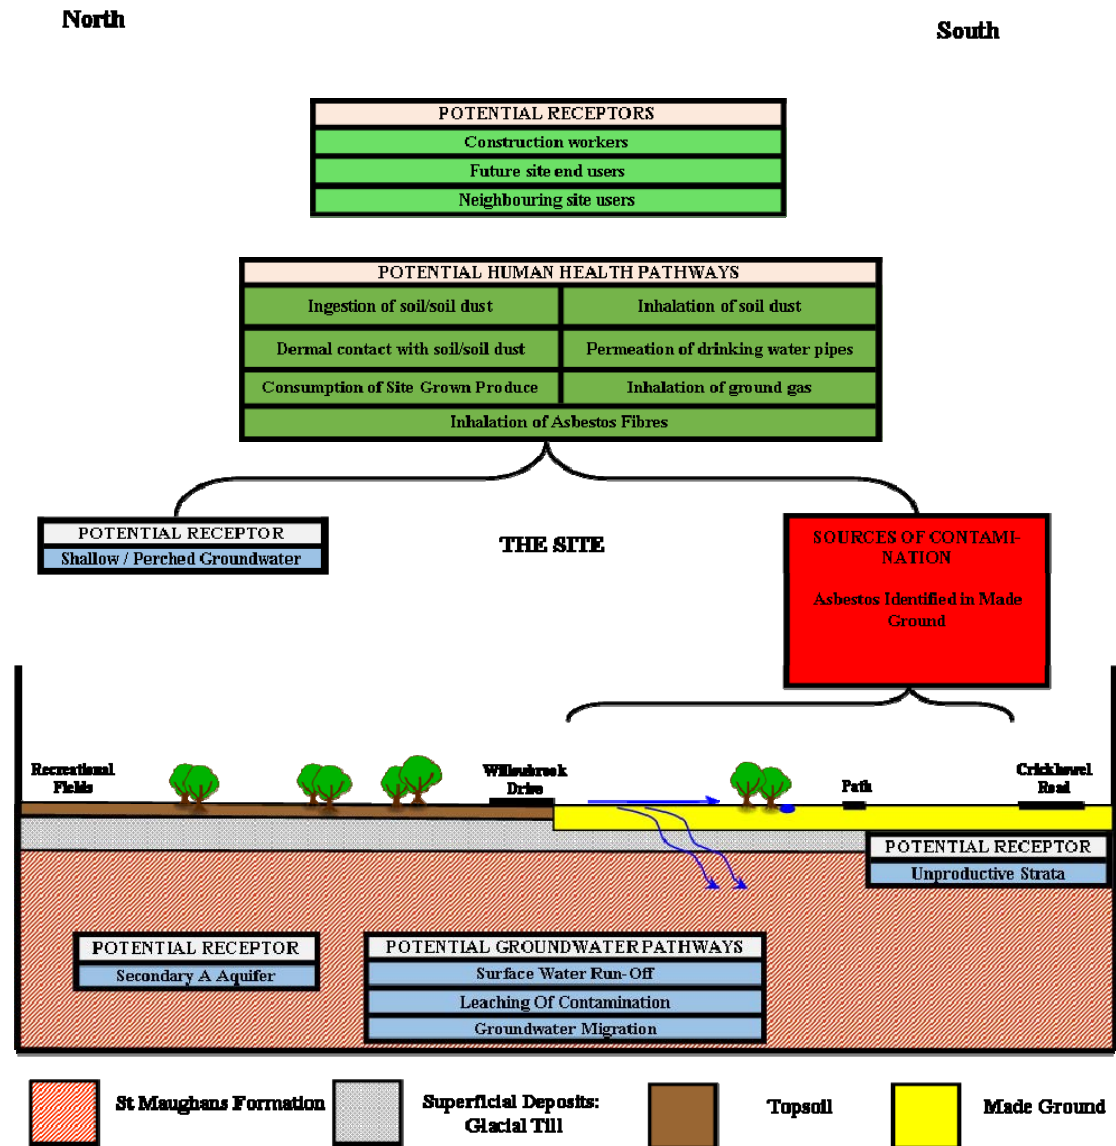 North
South
POTENTIAL RECEPTORS
Construction workers
Future site end users
Neighbouring site users
POTENTIAL HUMAN HEALTH PATHWAYS
Ingestion of soil/soil dust
Inhalation of soil dust
Dermal contact with soil/soil dust
Permeation of drinking water pipes
Consumption of Site Grown Produce
Inhalation of ground gas
Inhalation of Asbestos Fibres
POTENTIAL RECEPTOR
Shallow / Perched Groundwater
THE SITE
SOURCES OF CONTAMI-
NATION
Asbestos Identified in Made
Ground
Recreational
Fields
Willowbrook
Drive
Path
Crickhowel
Road
POTENTIAL RECEPTOR
Unproductive Strata
POTENTIAL RECEPTOR
Secondary A Aquifer
POTENTIAL GROUNDWATER PATHWAYS
Surface Water Run-Off
Leaching Of Contamination
Groundwater Migration
St Maughans Formation
Superficial Deposits:
Glacial Till
Topsoil
Made Ground